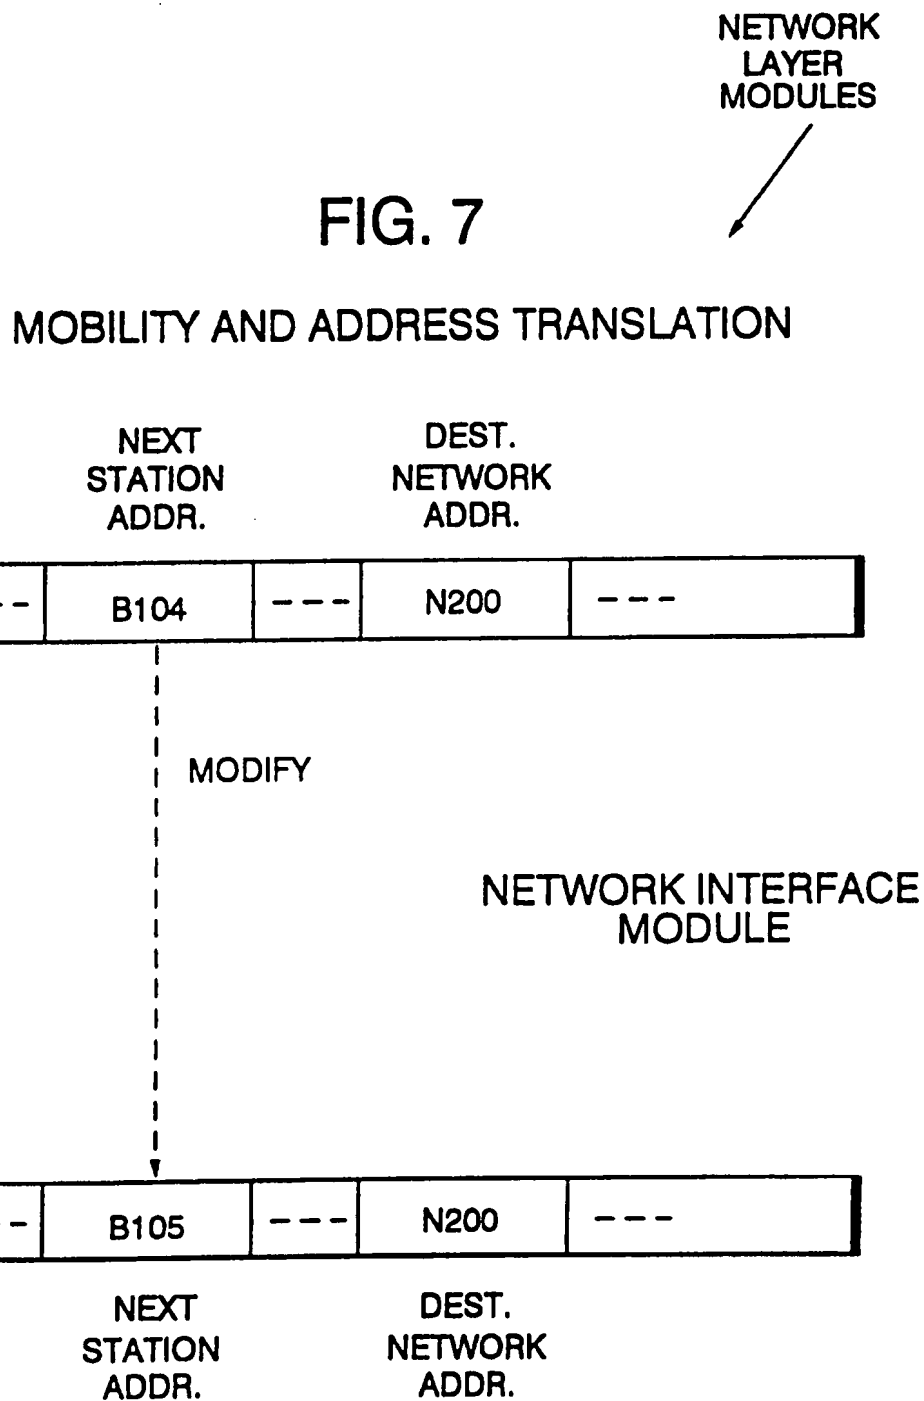 NETWORK
LAYER
MODULES
FIG. 7
MOBILITY AND ADDRESS TRANSLATION
NEXT
STATION
ADDR.
DEST.
NETWORK
ADDR.
-- B104 --- N200 ---
MODIFY
NETWORK INTERFACE
MODULE
-- B105 --- N200 ---
NEXT
STATION
ADDR.
DEST.
NETWORK
ADDR.